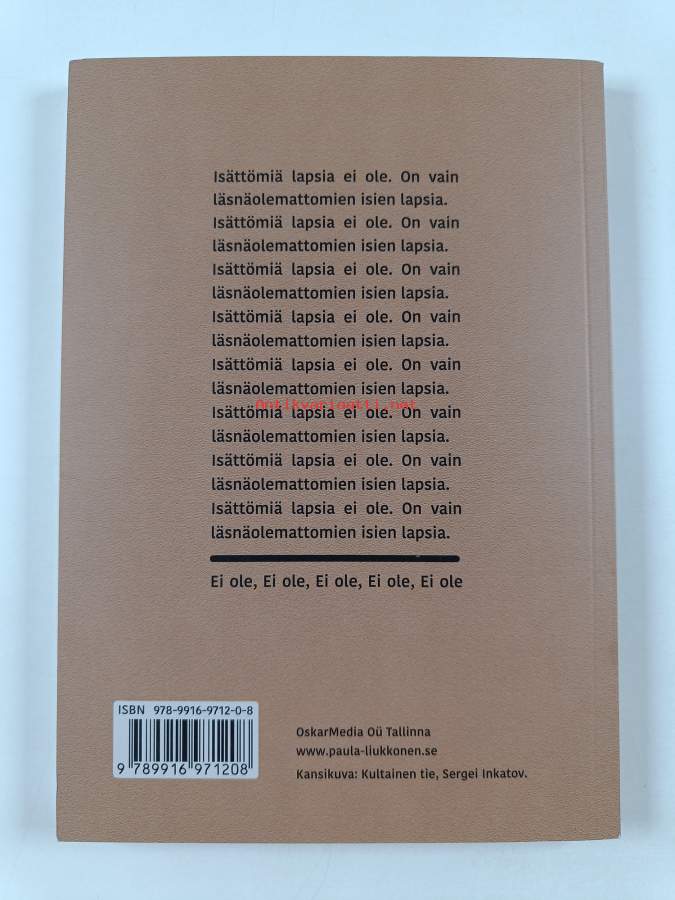 Isättömiä lapsia ei ole. On vain
läsnäolemattomien isien lapsia.
Isättömiä lapsia ei ole. On vain
läsnäolemattomien isien lapsia.
Isättömiä lapsia ei ole. On vain
läsnäolemattomien isien lapsia.
Isättömiä lapsia ei ole. On vain
läsnäolemattomien isien lapsia.
Isättömiä lapsia ei ole. On vain
läsnäolemattomien isien lapsia.
Antikvariaatti.net
Isättömiä lapsia ei ole. On vain
läsnäolemattomien isien lapsia.
Isättömiä lapsia ei ole. On vain
läsnäolemattomien isien lapsia.
Isättömiä lapsia ei ole. On vain
läsnäolemattomien isien lapsia.
Ei ole, Ei ole, Ei ole, Ei ole, Ei ole
ISBN 978-9916-9712-0-8
9 789916 971208
OskarMedia Oü Tallinna
www.paula-liukkonen.se
Kansikuva: Kultainen tie, Sergei Inkatov.